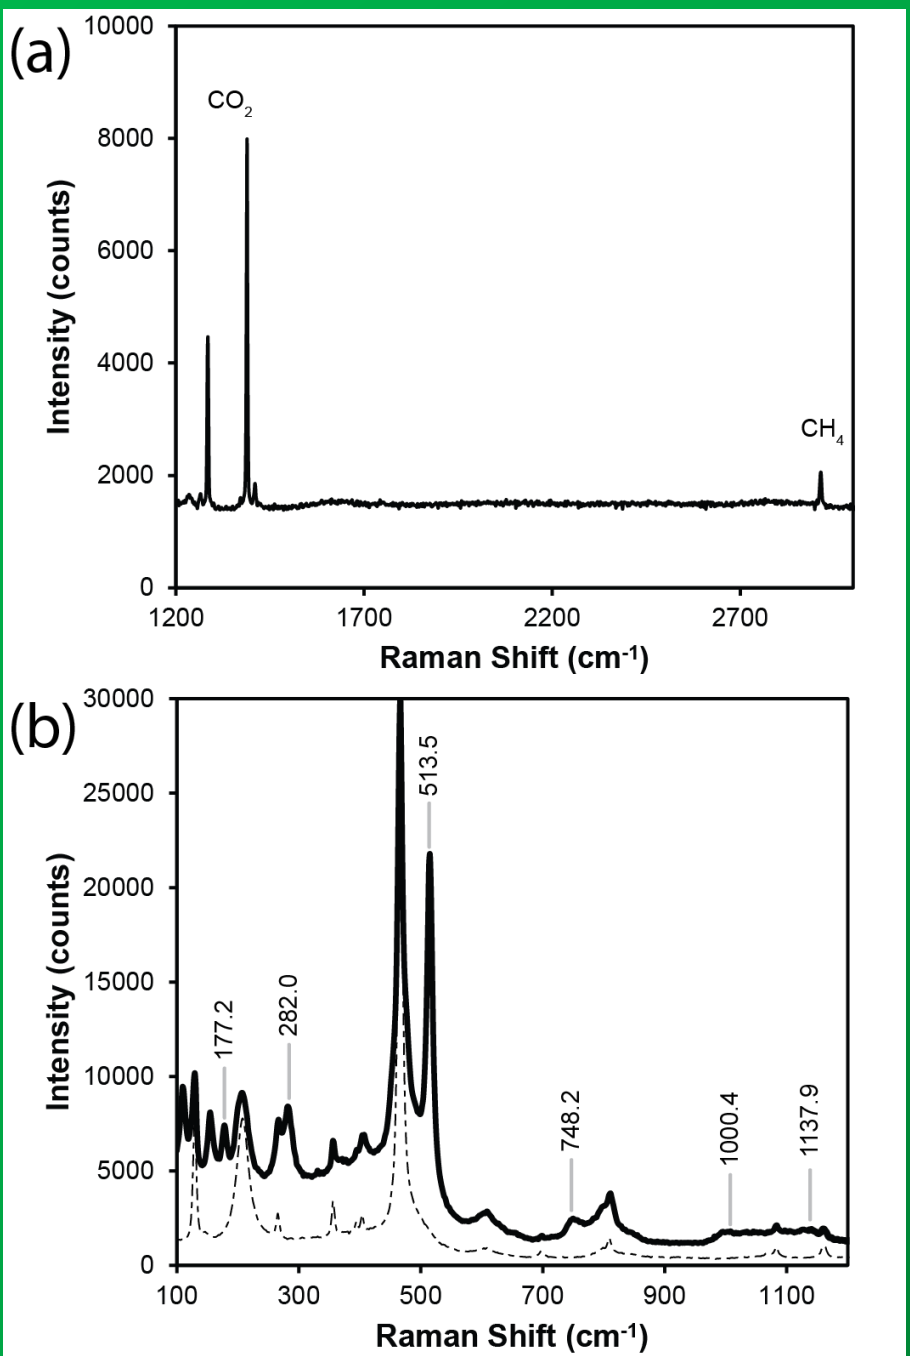 (a)
10000
8000
6000
4000
2000
0
Intensity (counts)
CO₂
CH₄
1200 1700 2200 2700
Raman Shift (cm⁻¹)
(b)
30000
25000
20000
15000
10000
5000
0
Intensity (counts)
177.2
282.0
513.5
748.2
1000.4
1137.9
100 300 500 700 900 1100
Raman Shift (cm⁻¹)